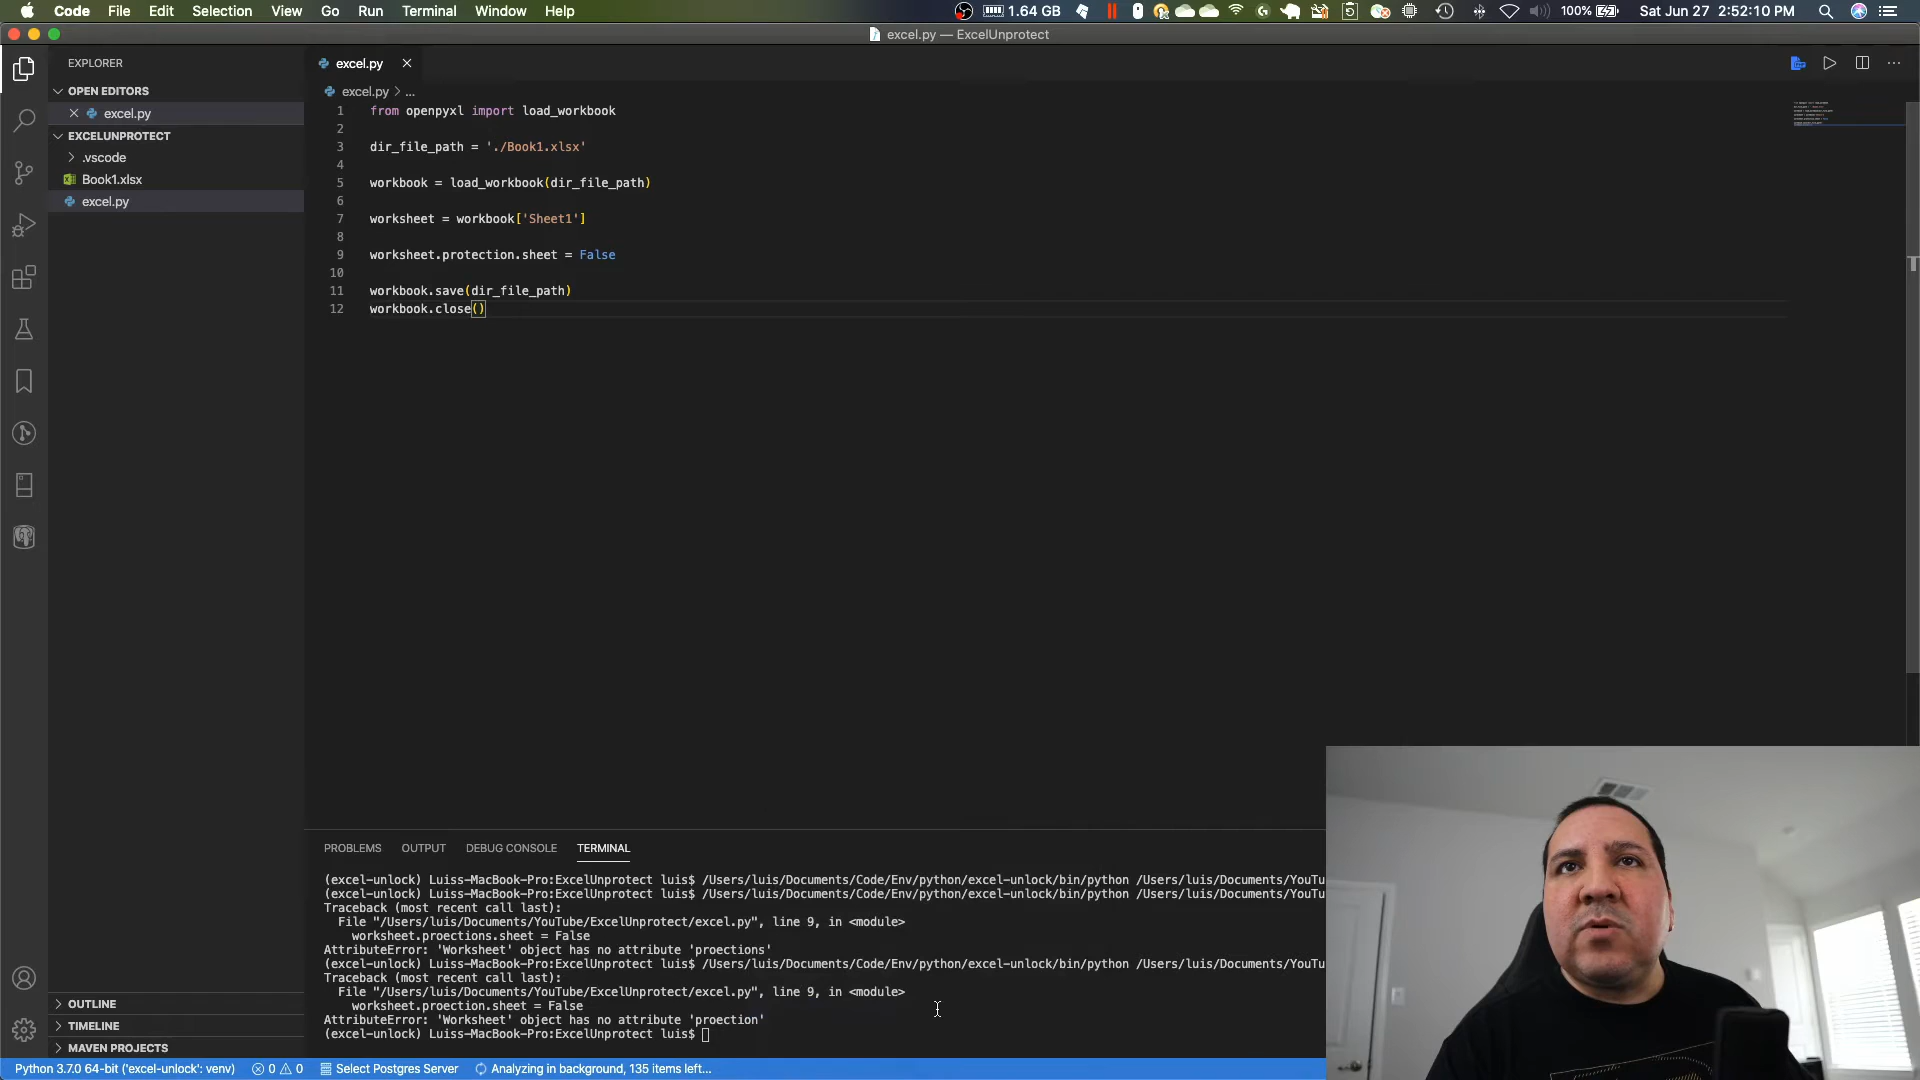 Code File Edit Selection View Go Run Terminal Window Help 1.64 GB 100% Sat Jun 27 2:52:10 PM
excel.py — ExcelUnprotect
EXPLORER
OPEN EDITORS
excel.py
EXCELUNPROTECT
.vscode
Book1.xlsx
excel.py
OUTLINE
TIMELINE
MAVEN PROJECTS
excel.py
excel.py > ...
1 from openpyxl import load_workbook
2
3 dir_file_path = './Book1.xlsx'
4
5 workbook = load_workbook(dir_file_path)
6
7 worksheet = workbook['Sheet1']
8
9 worksheet.protection.sheet = False
10
11 workbook.save(dir_file_path)
12 workbook.close()
PROBLEMS OUTPUT DEBUG CONSOLE TERMINAL
(excel-unlock) Luiss-MacBook-Pro:ExcelUnprotect luis$ /Users/luis/Documents/Code/Env/python/excel-unlock/bin/python /Users/luis/Documents/YouTu
(excel-unlock) Luiss-MacBook-Pro:ExcelUnprotect luis$ /Users/luis/Documents/Code/Env/python/excel-unlock/bin/python /Users/luis/Documents/YouTu
Traceback (most recent call last):
File "/Users/luis/Documents/YouTube/ExcelUnprotect/excel.py", line 9, in <module>
worksheet.proections.sheet = False
AttributeError: 'Worksheet' object has no attribute 'proections'
(excel-unlock) Luiss-MacBook-Pro:ExcelUnprotect luis$ /Users/luis/Documents/Code/Env/python/excel-unlock/bin/python /Users/luis/Documents/YouTu
Traceback (most recent call last):
File "/Users/luis/Documents/YouTube/ExcelUnprotect/excel.py", line 9, in <module>
worksheet.proection.sheet = False
AttributeError: 'Worksheet' object has no attribute 'proection'
(excel-unlock) Luiss-MacBook-Pro:ExcelUnprotect luis$
Python 3.7.0 64-bit ('excel-unlock': venv) 0 0 Select Postgres Server Analyzing in background, 135 items left...